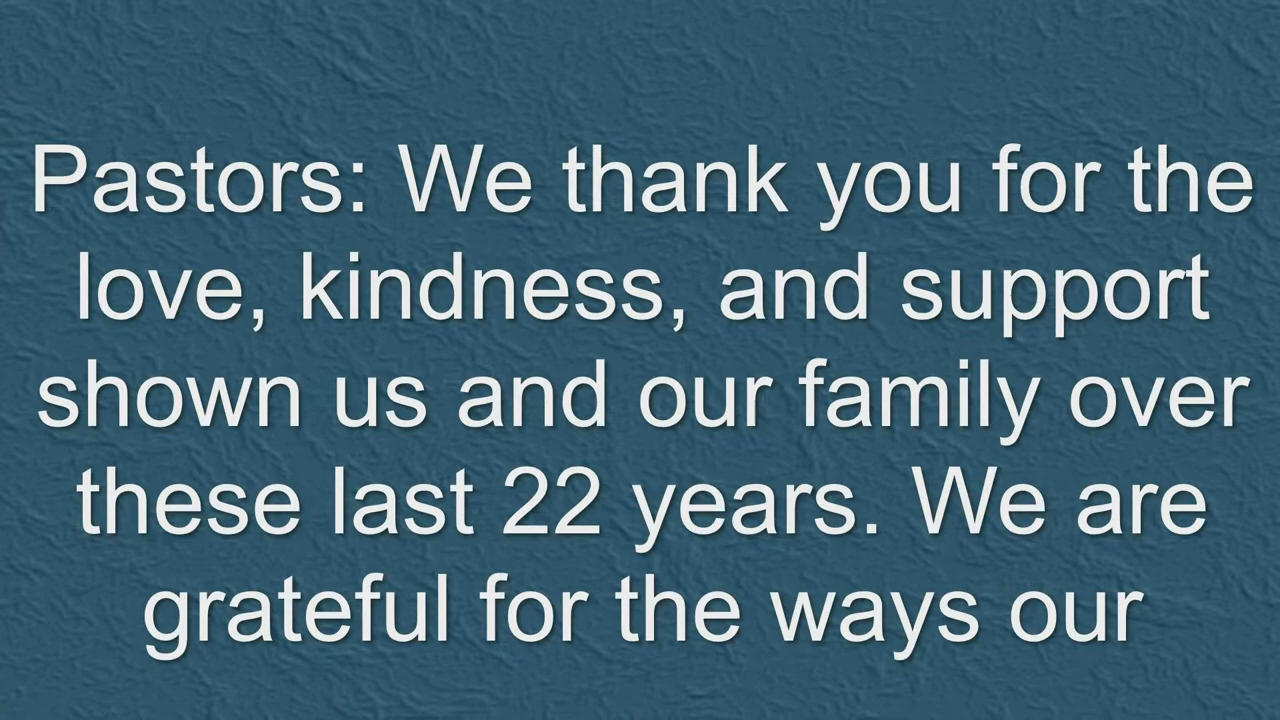 Pastors: We thank you for the
love, kindness, and support
shown us and our family over
these last 22 years. We are
grateful for the ways our